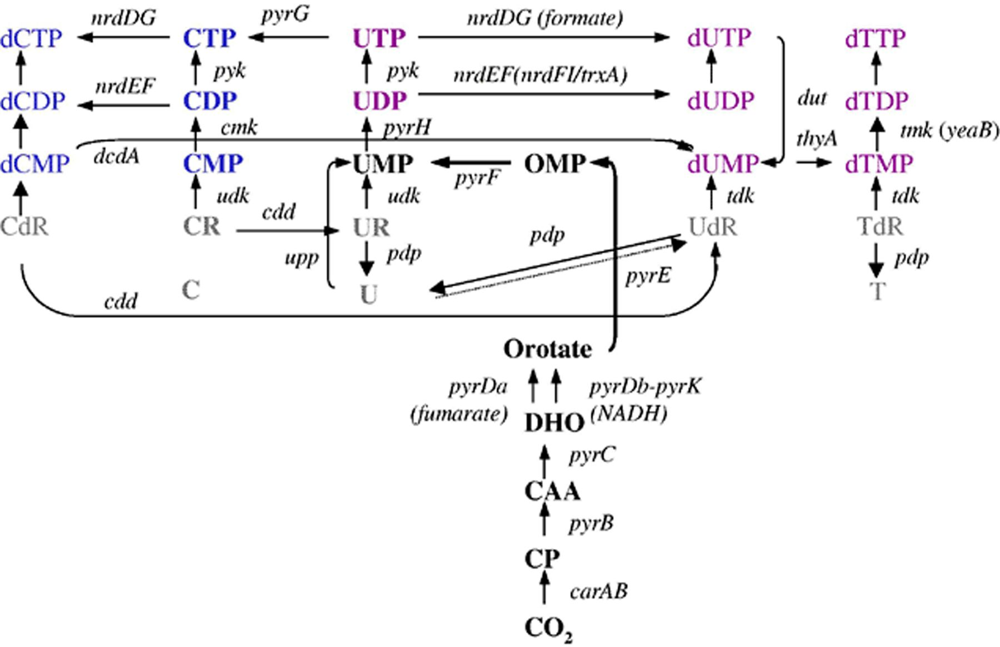 nrdDG pyrG nrdDG (formate)
dCTP CTP UTP dUTP dTTP
pyk pyk
nrdEF nrdEF(nrdFI/trxA)
dCDP CDP UDP dUDP dut dTDP
cmk pyrH thyA tmk (yeaB)
dcdA
dCMP CMP UMP OMP dUMP dTMP
pyrF
udk udk tdk tdk
cdd
CdR CR UR UdR TdR
pdp
upp pdp pdp
pyrE
C U T
cdd
Orotate
pyrDa pyrDb-pyrK
(fumarate) DHO (NADH)
pyrC
CAA
pyrB
CP
carAB
CO₂